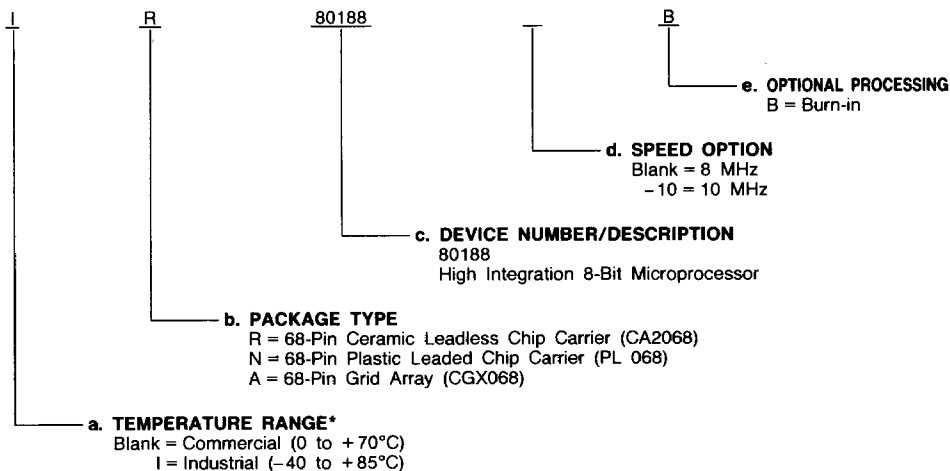 I R 80188 _ B
e. OPTIONAL PROCESSING
B = Burn-in
d. SPEED OPTION
Blank = 8 MHz
–10 = 10 MHz
c. DEVICE NUMBER/DESCRIPTION
80188
High Integration 8-Bit Microprocessor
b. PACKAGE TYPE
R = 68-Pin Ceramic Leadless Chip Carrier (CA2068)
N = 68-Pin Plastic Leaded Chip Carrier (PL 068)
A = 68-Pin Grid Array (CGX068)
a. TEMPERATURE RANGE*
Blank = Commercial (0 to +70°C)
I = Industrial (–40 to +85°C)